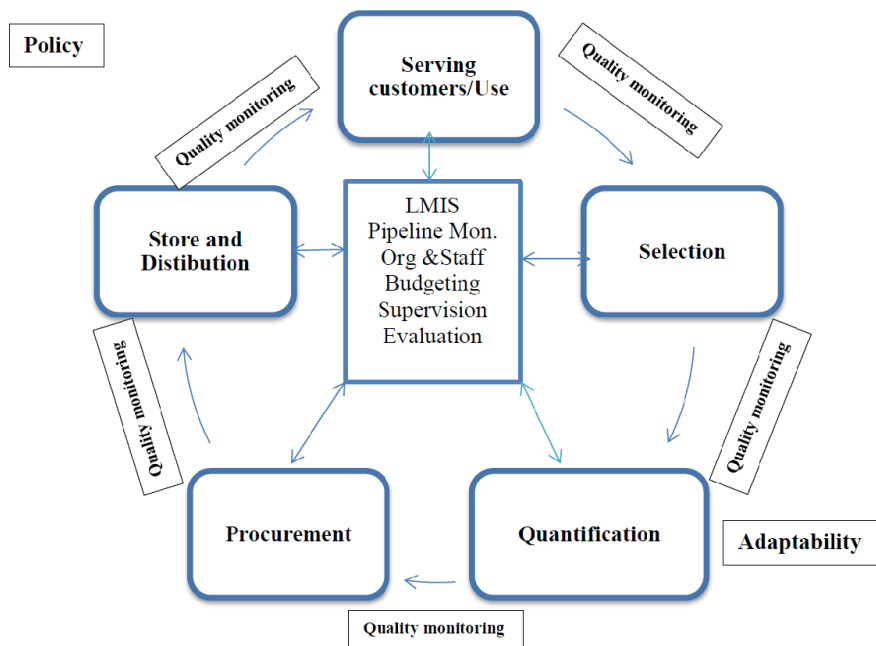 Policy
Serving
customers/Use
Quality monitoring
Quality monitoring
Store and
Distibution
LMIS
Pipeline Mon.
Org &Staff
Budgeting
Supervision
Evaluation
Selection
Quality monitoring
Quality monitoring
Procurement
Quantification
Adaptability
Quality monitoring